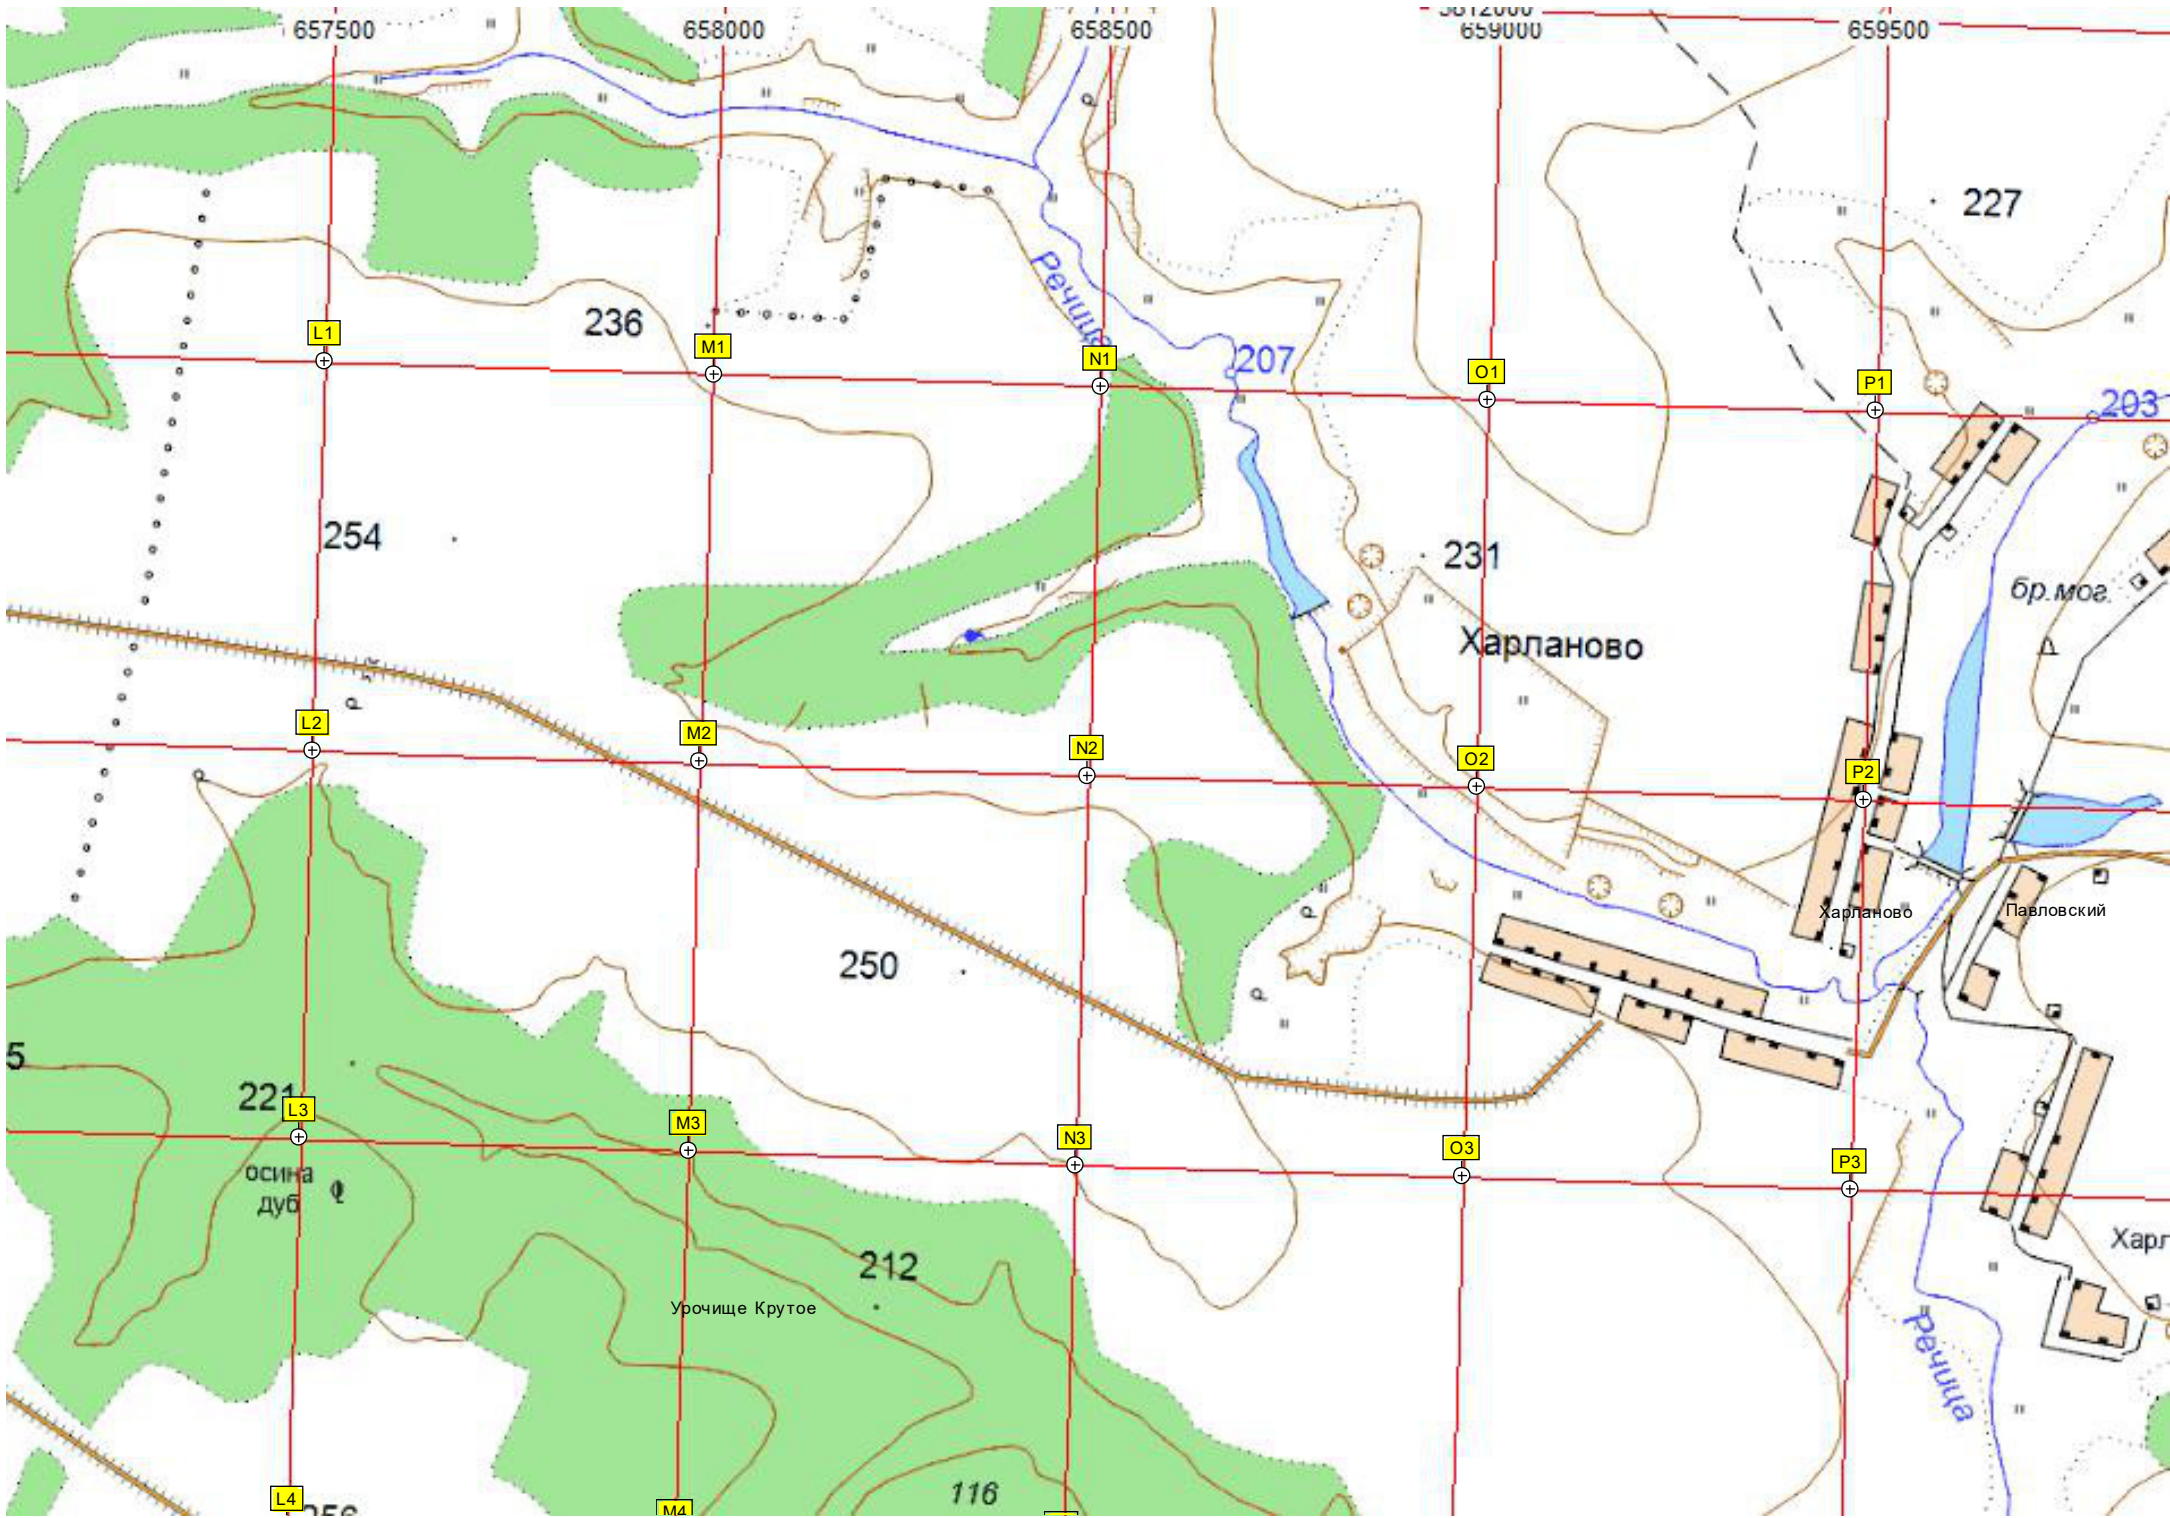 657500
658000
658500
659000
659500
227
Речица
236
L1
M1
N1
207
O1
P1
203
254
231
бр.мог.
Харланово
L2
M2
N2
O2
P2
Харланово
Павловский
250
5
221
L3
M3
N3
O3
P3
осина
дуб
Харл
212
Урочище Крутое
Речица
116
L4
M4